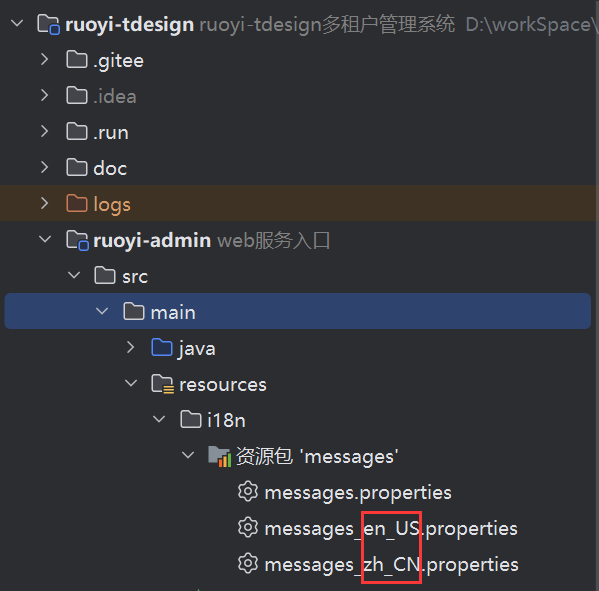 ruoyi-tdesign ruoyi-tdesign多租户管理系统 D:\workSpace\
.gitee
.idea
.run
doc
logs
ruoyi-admin web服务入口
src
main
java
resources
i18n
资源包 'messages'
messages.properties
messages_en_US.properties
messages_zh_CN.properties